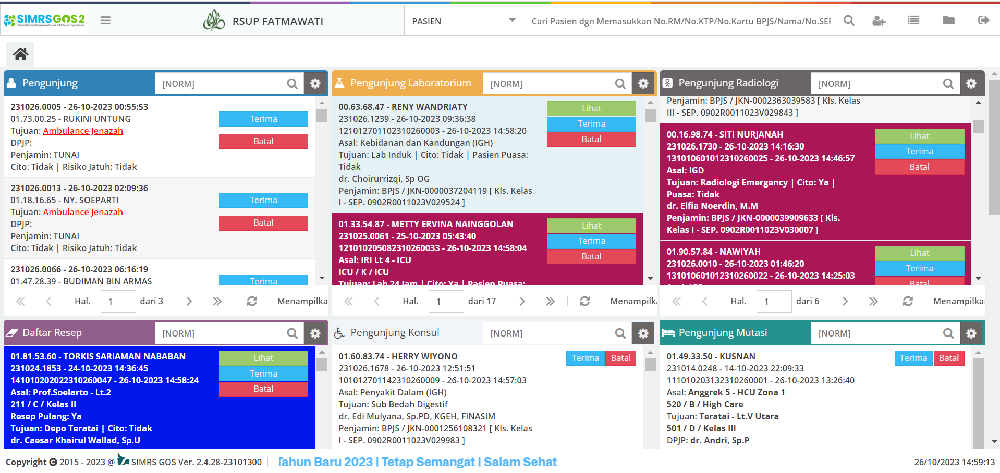 SIMRSGOS2
Sistem Informasi Manajemen Rumah Sakit Generik Open Source
RSUP FATMAWATI
PASIEN
Cari Pasien dgn Memasukkan No.RM/No.KTP/No.Kartu BPJS/Nama/No.SEP
Pengunjung
[NORM]
231026.0005 - 26-10-2023 00:55:53
01.73.00.25 - RUKINI UNTUNG
Tujuan: Ambulance Jenazah
DPJP:
Penjamin: TUNAI
Cito: Tidak | Risiko Jatuh: Tidak
Terima
Batal
231026.0013 - 26-10-2023 02:09:36
01.18.16.65 - NY. SOEPARTI
Tujuan: Ambulance Jenazah
DPJP:
Penjamin: TUNAI
Cito: Tidak | Risiko Jatuh: Tidak
Terima
Batal
231026.0066 - 26-10-2023 06:16:19
01.47.28.39 - BUDIMAN BIN ARMAS
Terima
Hal. 1 dari 3
Menampilka
Pengunjung Laboratorium
[NORM]
00.63.68.47 - RENY WANDRIATY
231026.1239 - 26-10-2023 09:36:38
121012701102310260003 - 26-10-2023 14:58:20
Asal: Kebidanan dan Kandungan (IGH)
Tujuan: Lab Induk | Cito: Tidak | Pasien Puasa:
Tidak
dr. Choirurrizqi, Sp OG
Penjamin: BPJS / JKN-0000037204119 [ Kls. Kelas
I - SEP. 0902R0011023V029524 ]
Lihat
Terima
Batal
01.33.54.87 - METTY ERVINA NAINGGOLAN
231025.0061 - 25-10-2023 05:43:40
121010205082310260033 - 26-10-2023 14:58:04
Asal: IRI Lt 4 - ICU
ICU / K / ICU
Tujuan: Lab 24 Jam | Cito: Ya | Pasien Puasa:
Lihat
Terima
Batal
Hal. 1 dari 17
Menampilk
Pengunjung Radiologi
[NORM]
Penjamin: BPJS / JKN-0002363039583 [ Kls. Kelas
III - SEP. 0902R0011023V029843 ]
00.16.98.74 - SITI NURJANAH
231026.1730 - 26-10-2023 14:16:30
131010601012310260025 - 26-10-2023 14:46:57
Asal: IGD
Tujuan: Radiologi Emergency | Cito: Ya |
Puasa: Tidak
dr. Elfia Noerdin, M.M
Penjamin: BPJS / JKN-0000039909633 [ Kls.
Kelas I - SEP. 0902R0011023V030007 ]
Lihat
Terima
Batal
01.90.57.84 - NAWIYAH
231026.0010 - 26-10-2023 01:46:20
131010601012310260022 - 26-10-2023 14:25:03
Lihat
Terima
Batal
Hal. 1 dari 6
Menampilka
Daftar Resep
[NORM]
01.81.53.60 - TORKIS SARIAMAN NABABAN
231024.1853 - 24-10-2023 14:36:45
141010202022310260047 - 26-10-2023 14:58:24
Asal: Prof.Soelarto - Lt.2
211 / C / Kelas II
Resep Pulang: Ya
Tujuan: Depo Teratai | Cito: Tidak
dr. Caesar Khairul Wallad, Sp.U
Lihat
Terima
Batal
Pengunjung Konsul
[NORM]
01.60.83.74 - HERRY WIYONO
231026.1678 - 26-10-2023 12:51:51
101012701142310260009 - 26-10-2023 14:57:03
Asal: Penyakit Dalam (IGH)
Tujuan: Sub Bedah Digestif
dr. Edi Mulyana, Sp.PD, KGEH, FINASIM
Penjamin: BPJS / JKN-0001256108321 [ Kls. Kelas
I - SEP. 0902R0011023V029983 ]
Terima Batal
Pengunjung Mutasi
[NORM]
01.49.33.50 - KUSNAN
231014.0248 - 14-10-2023 22:09:33
111010203132310260001 - 26-10-2023 13:26:40
Asal: Anggrek 5 - HCU Zona 1
520 / B / High Care
Tujuan: Teratai - Lt.V Utara
501 / D / Kelas III
DPJP: dr. Andri, Sp.P
Terima Batal
Copyright © 2015 - 2023 @ SIMRS GOS Ver. 2.4.28-23101300
Tahun Baru 2023 | Tetap Semangat | Salam Sehat
26/10/2023 14:59:13